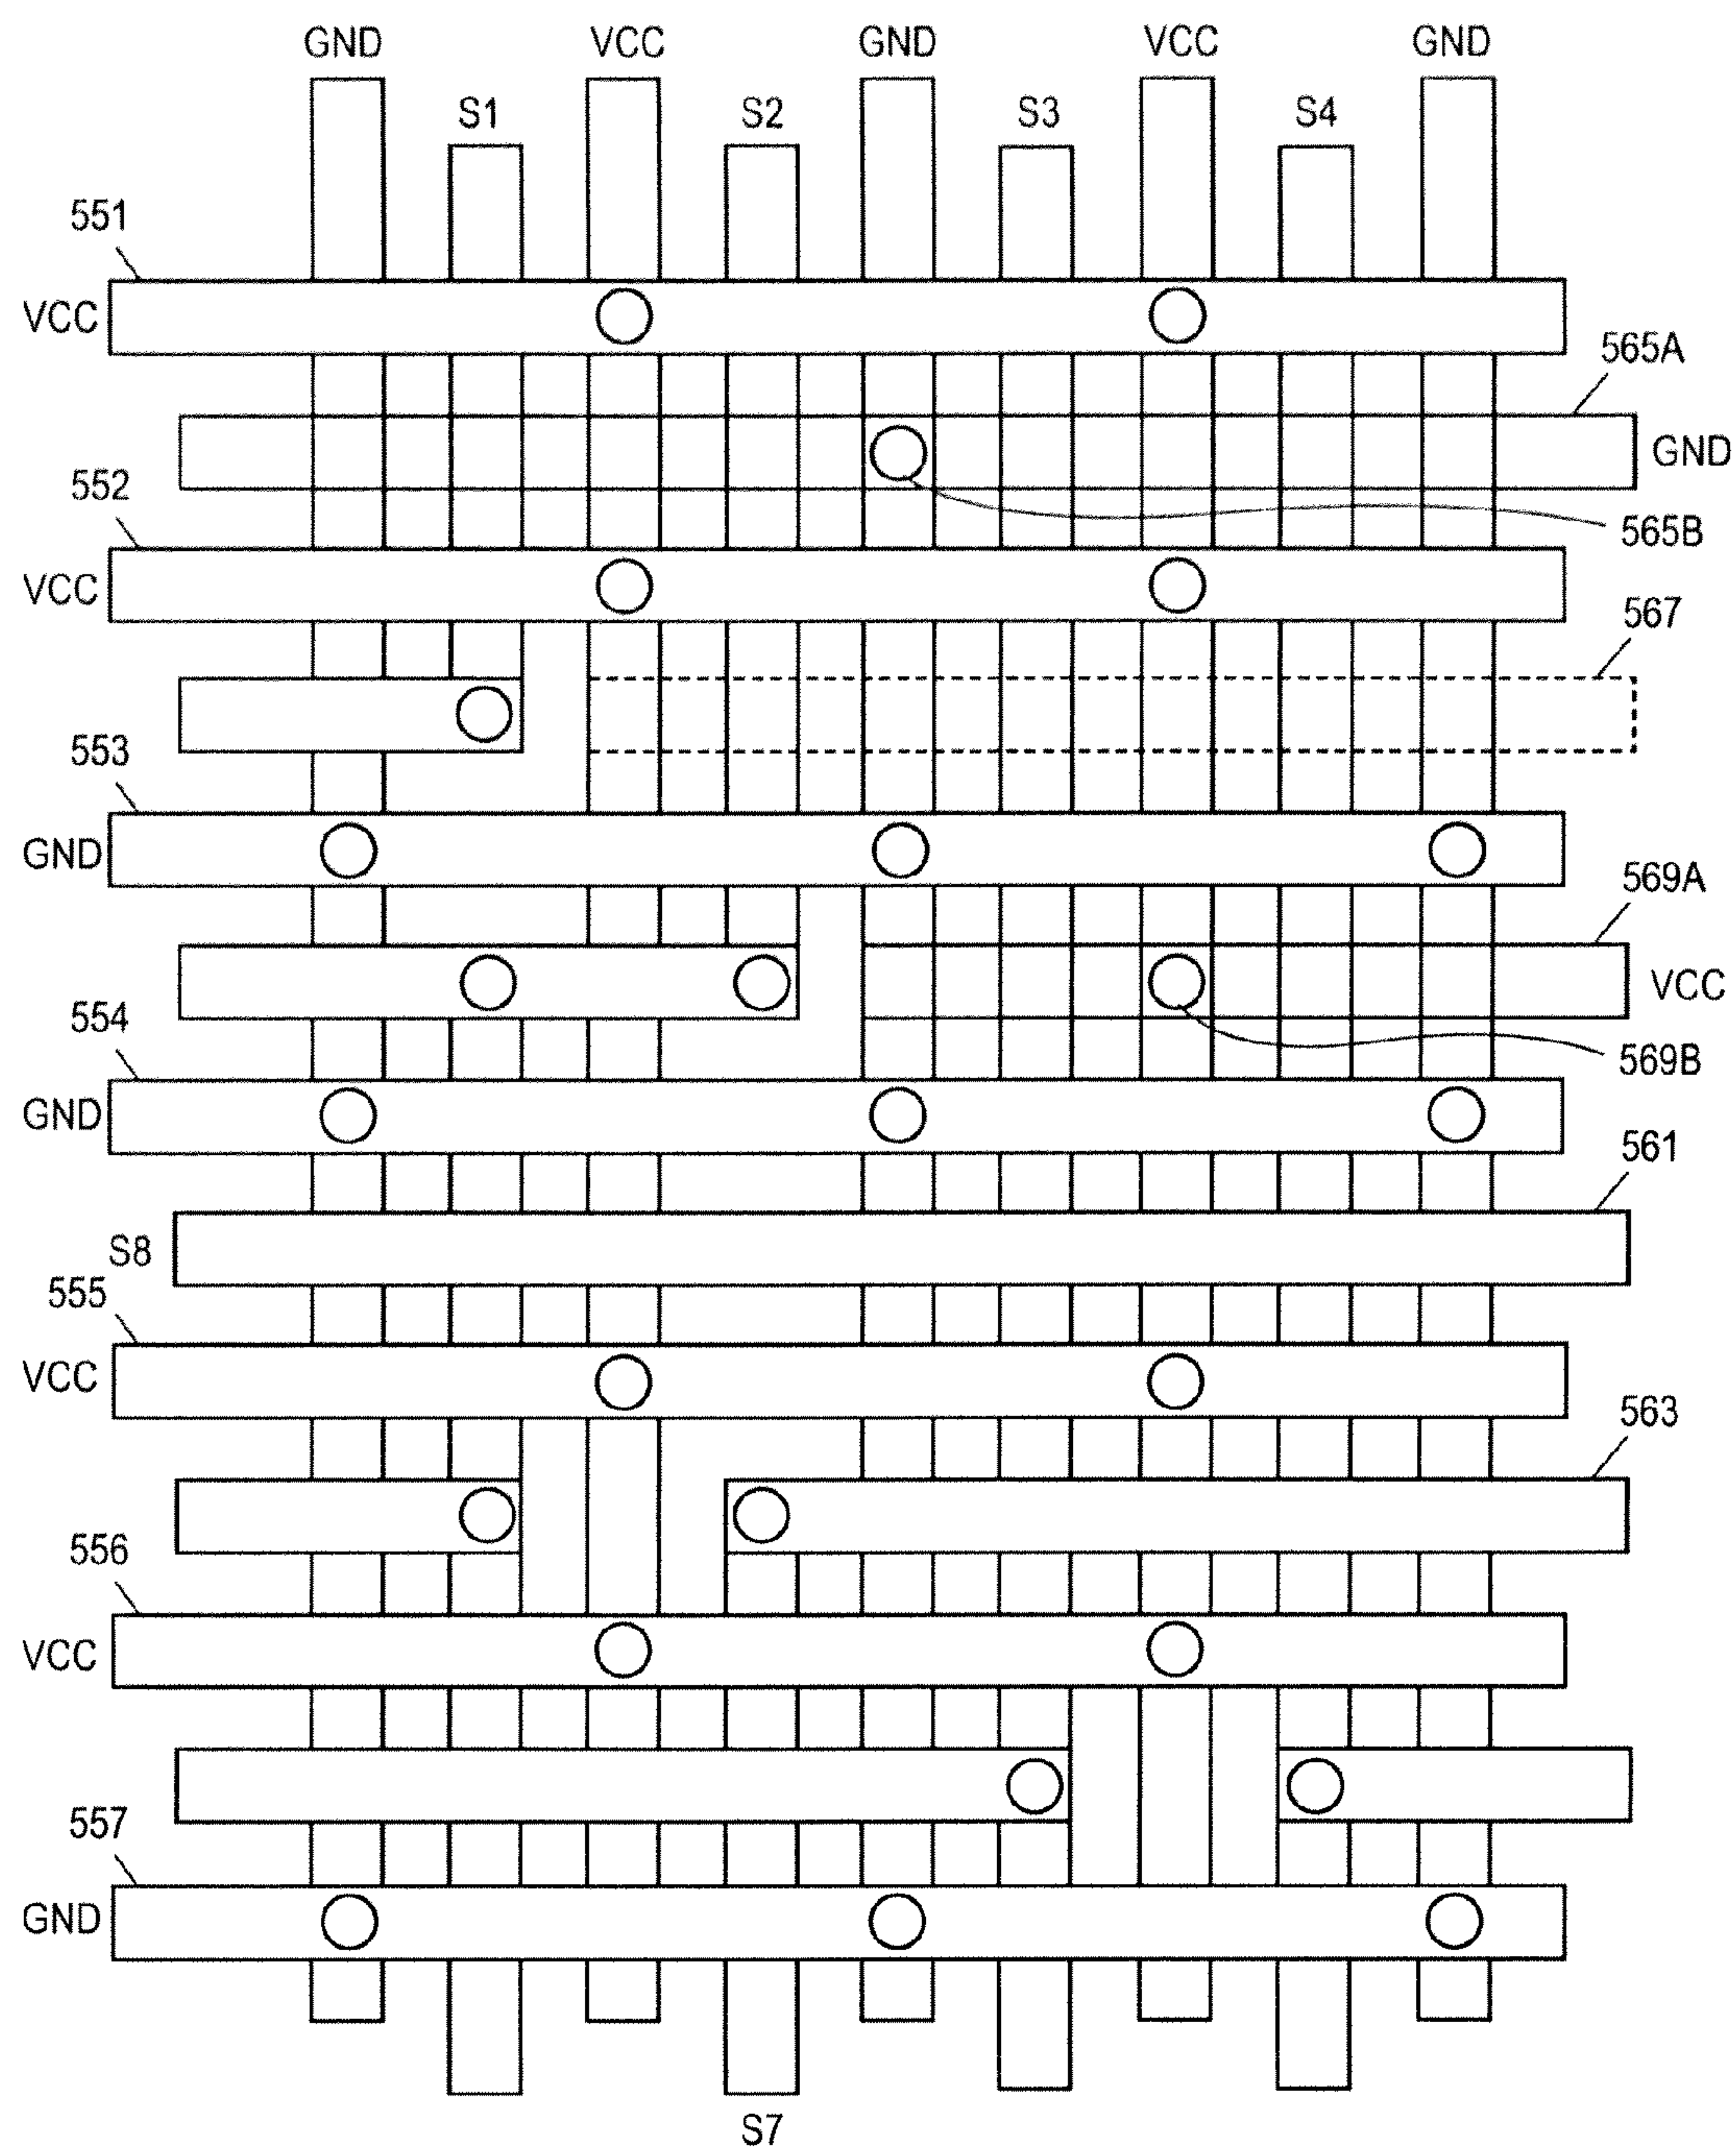 GND VCC GND VCC GND
S1 S2 S3 S4
551
VCC
565A
GND
552
565B
VCC
567
553
GND
569A
VCC
554
569B
GND
561
S8
555
VCC
563
556
VCC
557
GND
S7